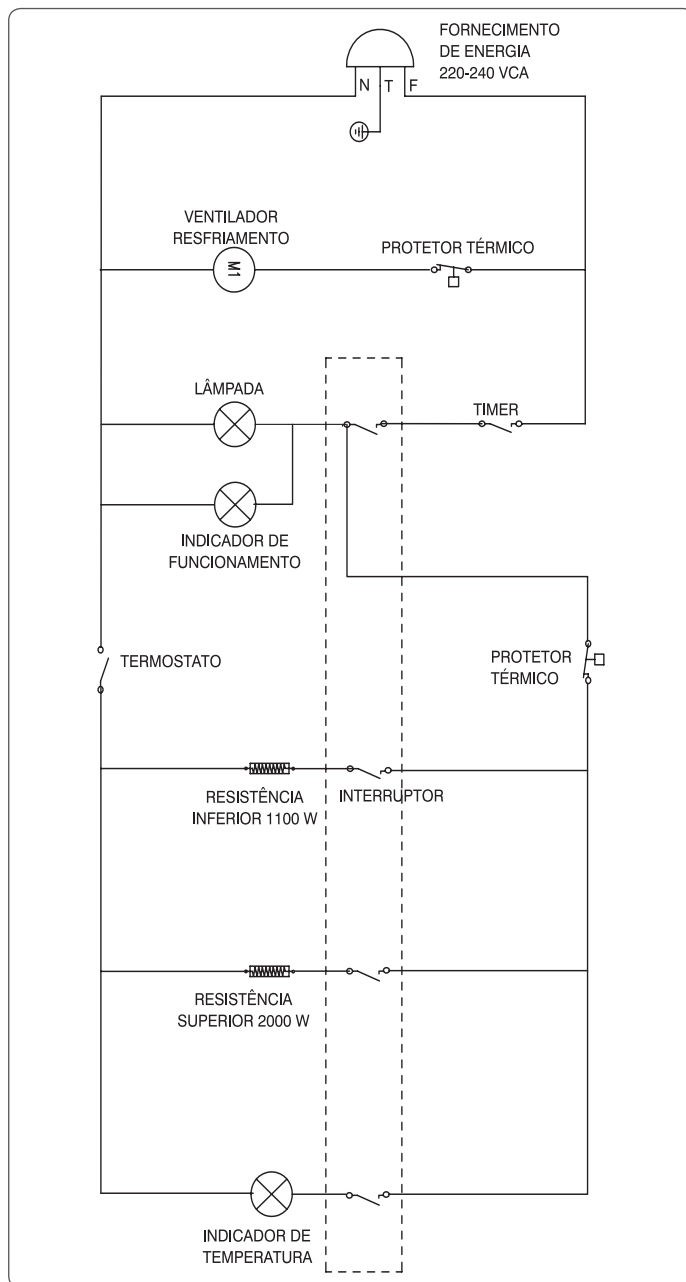 FORNECIMENTO
DE ENERGIA
220-240 VCA
N T F
VENTILADOR
RESFRIAMENTO
M1
PROTETOR TÉRMICO
LÂMPADA
TIMER
INDICADOR DE
FUNCIONAMENTO
TERMOSTATO
PROTETOR
TÉRMICO
RESISTÊNCIA
INFERIOR 1100 W
INTERRUPTOR
RESISTÊNCIA
SUPERIOR 2000 W
INDICADOR DE
TEMPERATURA